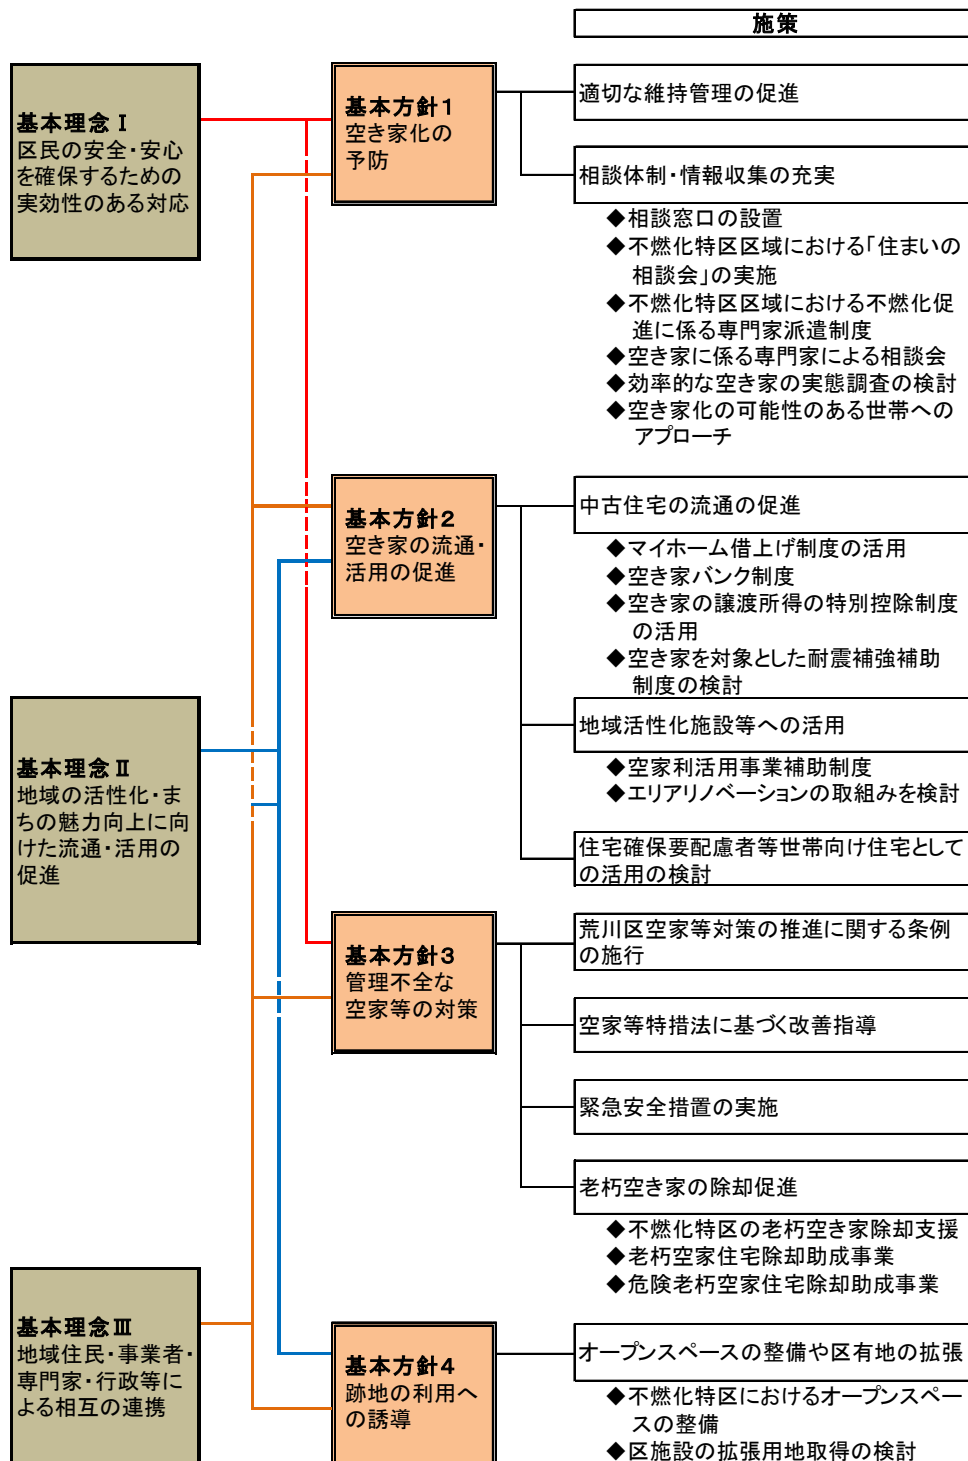 施策
基本理念Ⅰ
区民の安全・安心
を確保するための
実効性のある対応
基本理念Ⅱ
地域の活性化・ま
ちの魅力向上に向
けた流通・活用の
促進
基本理念Ⅲ
地域住民・事業者・
専門家・行政等に
よる相互の連携
基本方針1
空き家化の
予防
適切な維持管理の促進
相談体制・情報収集の充実
◆相談窓口の設置
◆不燃化特区区域における「住まいの
相談会」の実施
◆不燃化特区区域における不燃化促
進に係る専門家派遣制度
◆空き家に係る専門家による相談会
◆効率的な空き家の実態調査の検討
◆空き家化の可能性のある世帯への
アプローチ
基本方針2
空き家の流通・
活用の促進
中古住宅の流通の促進
◆マイホーム借上げ制度の活用
◆空き家バンク制度
◆空き家の譲渡所得の特別控除制度
の活用
◆空き家を対象とした耐震補強補助
制度の検討
地域活性化施設等への活用
◆空家利活用事業補助制度
◆エリアリノベーションの取組みを検討
住宅確保要配慮者等世帯向け住宅として
の活用の検討
基本方針3
管理不全な
空家等の対策
荒川区空家等対策の推進に関する条例
の施行
空家等特措法に基づく改善指導
緊急安全措置の実施
老朽空き家の除却促進
◆不燃化特区の老朽空き家除却支援
◆老朽空家住宅除却助成事業
◆危険老朽空家住宅除却助成事業
基本方針4
跡地の利用へ
の誘導
オープンスペースの整備や区有地の拡張
◆不燃化特区におけるオープンスペー
スの整備
◆区施設の拡張用地取得の検討